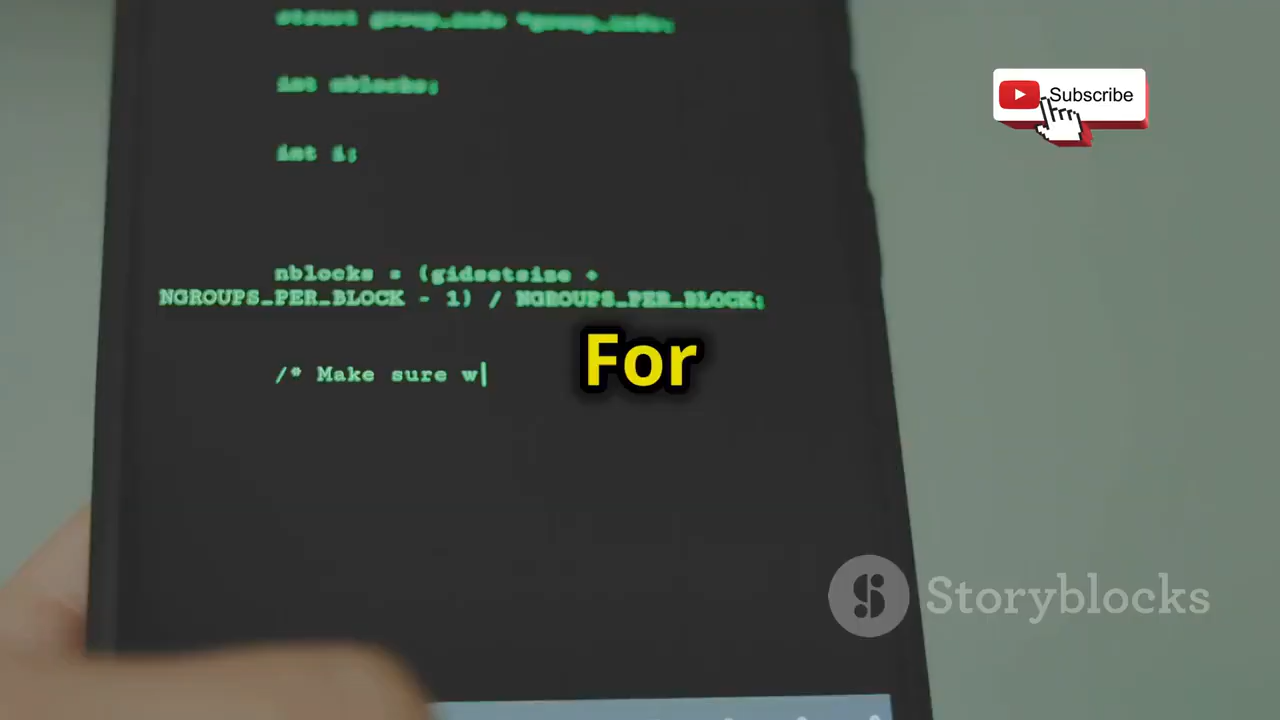 struct group_info *group_info;
int nblocks;
int i;
nblocks = (gidsetsize +
NGROUPS_PER_BLOCK - 1) / NGROUPS_PER_BLOCK;
/* Make sure w
For
Subscribe
Storyblocks